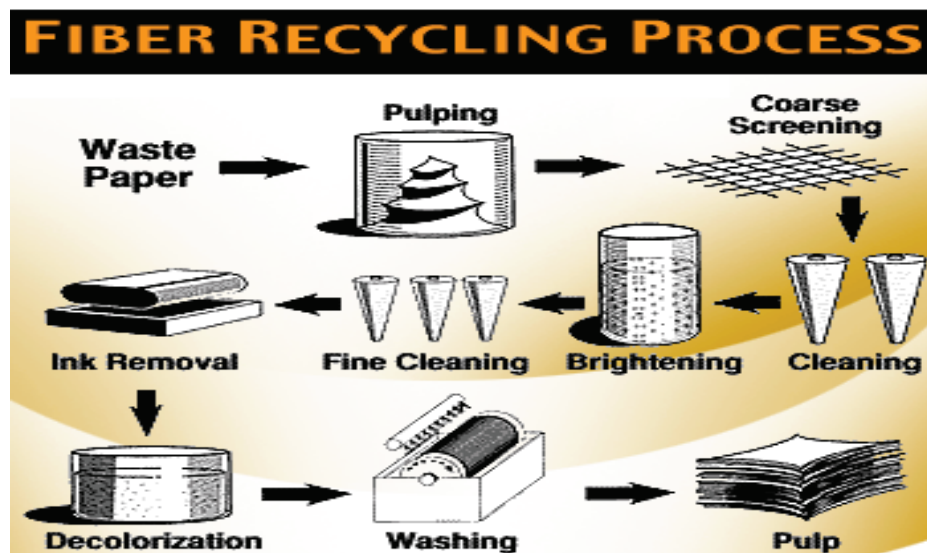 FIBER RECYCLING PROCESS
Waste
Paper
Pulping
Coarse
Screening
Cleaning
Brightening
Fine Cleaning
Ink Removal
Decolorization
Washing
Pulp